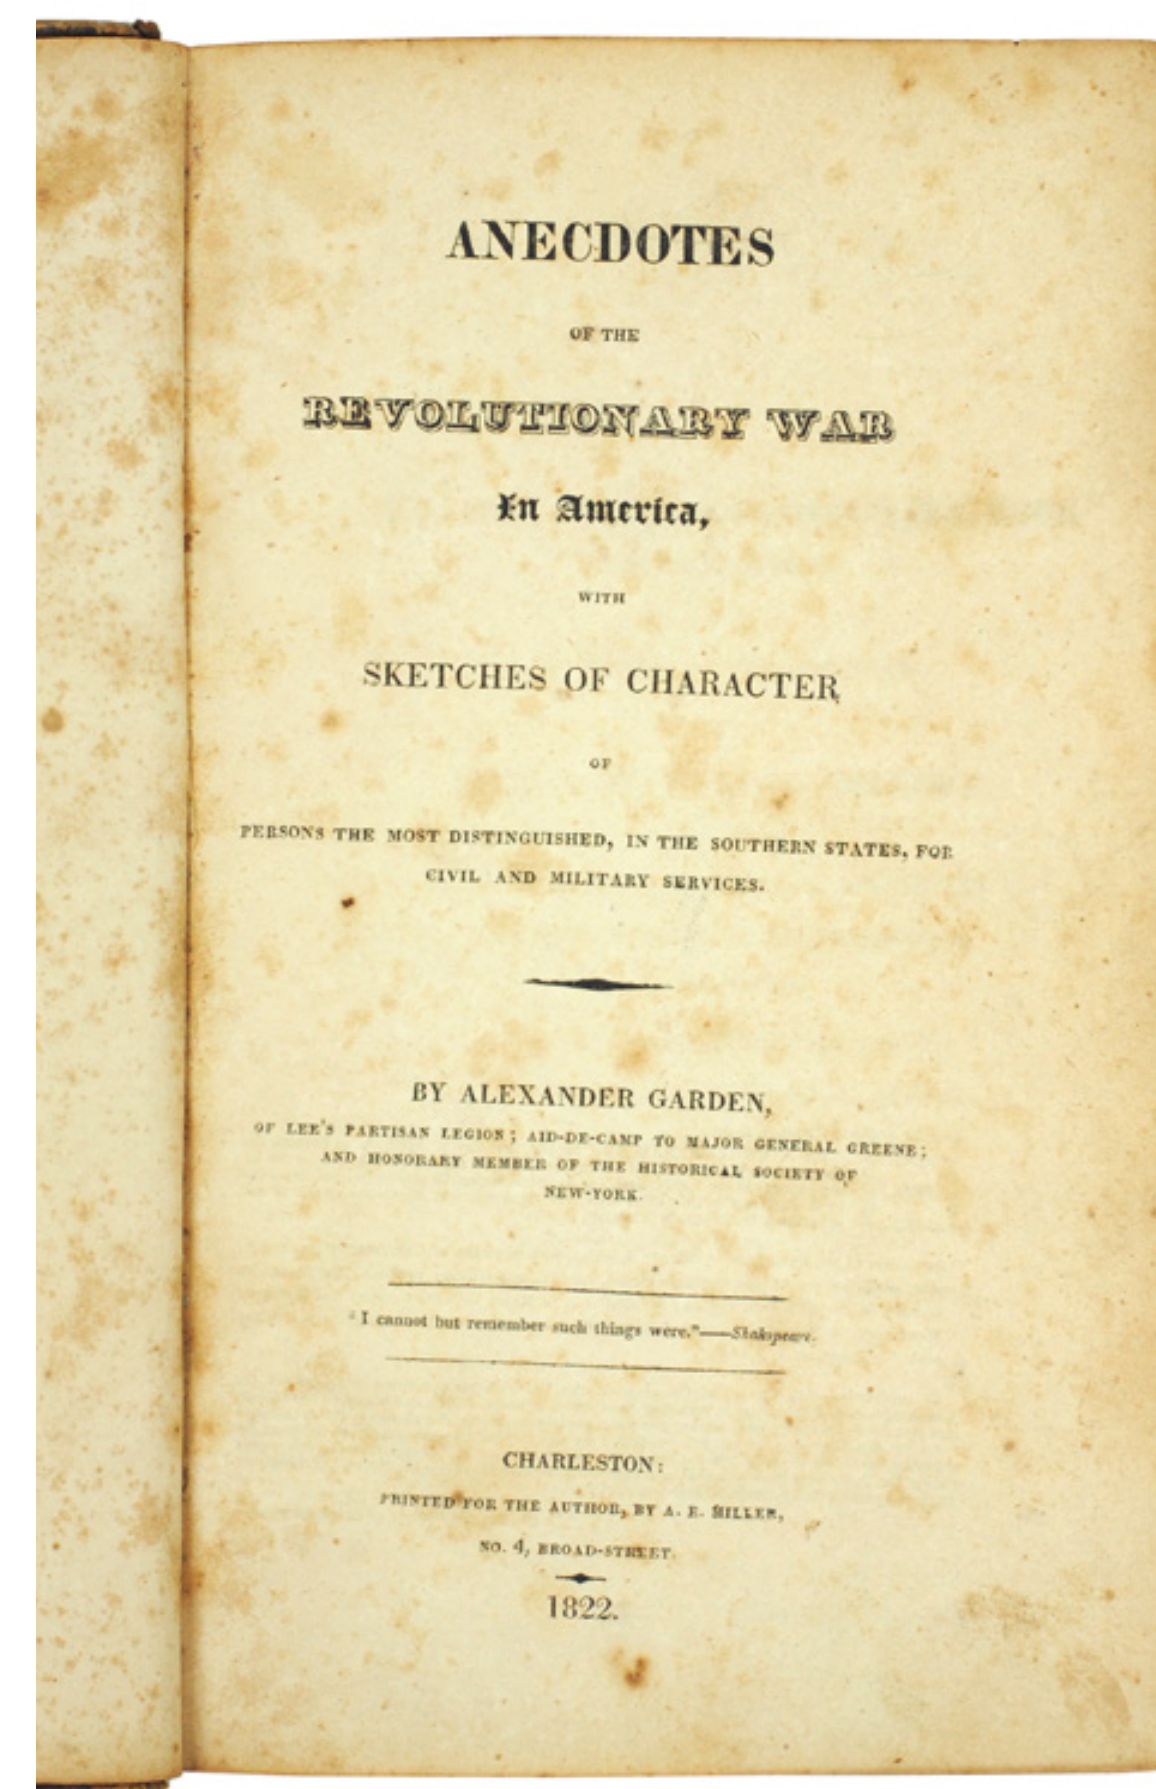 ANECDOTES
OF THE
REVOLUTIONARY WAR
In America,
WITH
SKETCHES OF CHARACTER
OF
PERSONS THE MOST DISTINGUISHED, IN THE SOUTHERN STATES, FOR
CIVIL AND MILITARY SERVICES.
BY ALEXANDER GARDEN,
OF LEE'S PARTISAN LEGION; AID-DE-CAMP TO MAJOR GENERAL GREENE;
AND HONORARY MEMBER OF THE HISTORICAL SOCIETY OF
NEW-YORK.
"I cannot but remember such things were."——Shakspeare.
CHARLESTON:
PRINTED FOR THE AUTHOR, BY A. E. MILLER,
NO. 4, BROAD-STREET.
1822.